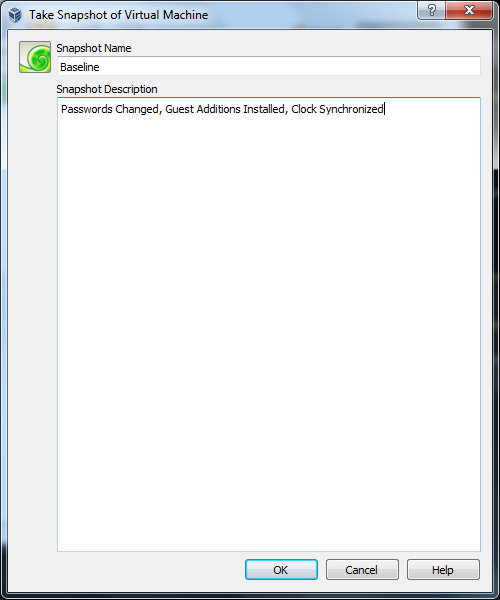 Take Snapshot of Virtual Machine
?
Snapshot Name
Baseline
Snapshot Description
Passwords Changed, Guest Additions Installed, Clock Synchronized
OK Cancel Help